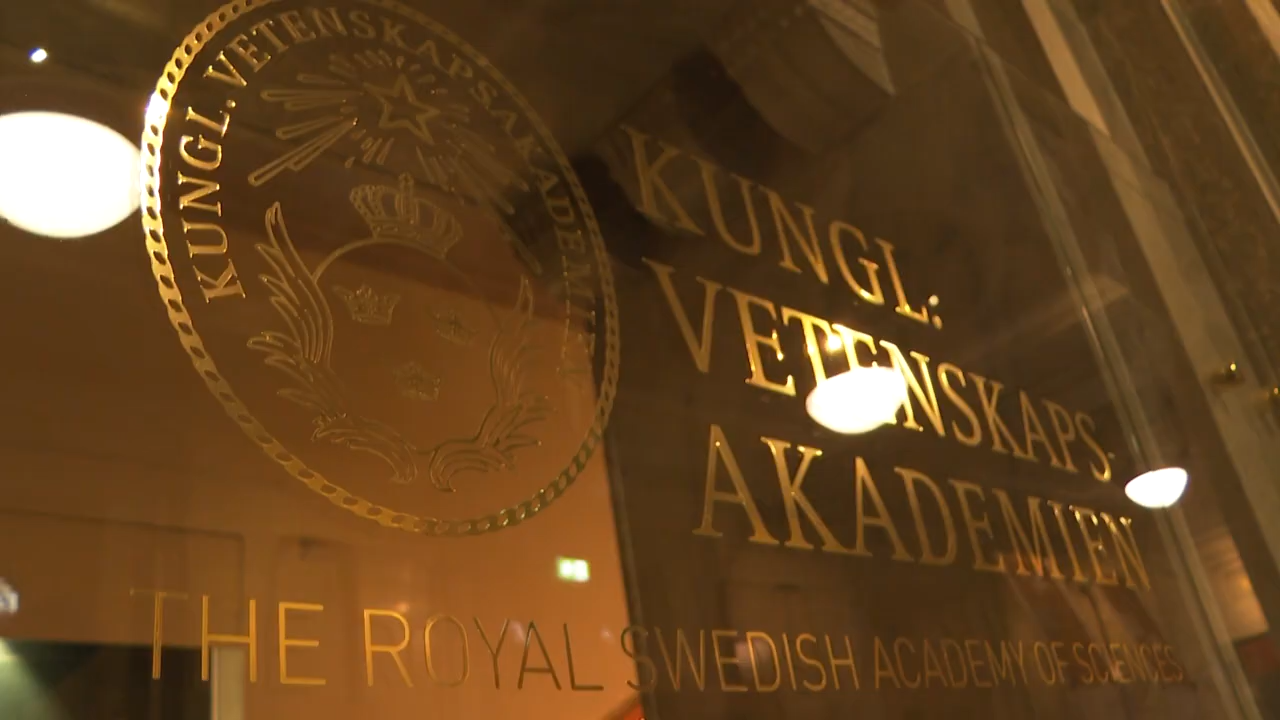 KUNGL. VETENSKAPSAKADEMIEN
KUNGL.
VETENSKAPS-
AKADEMIEN
THE ROYAL SWEDISH ACADEMY OF SCIENCES